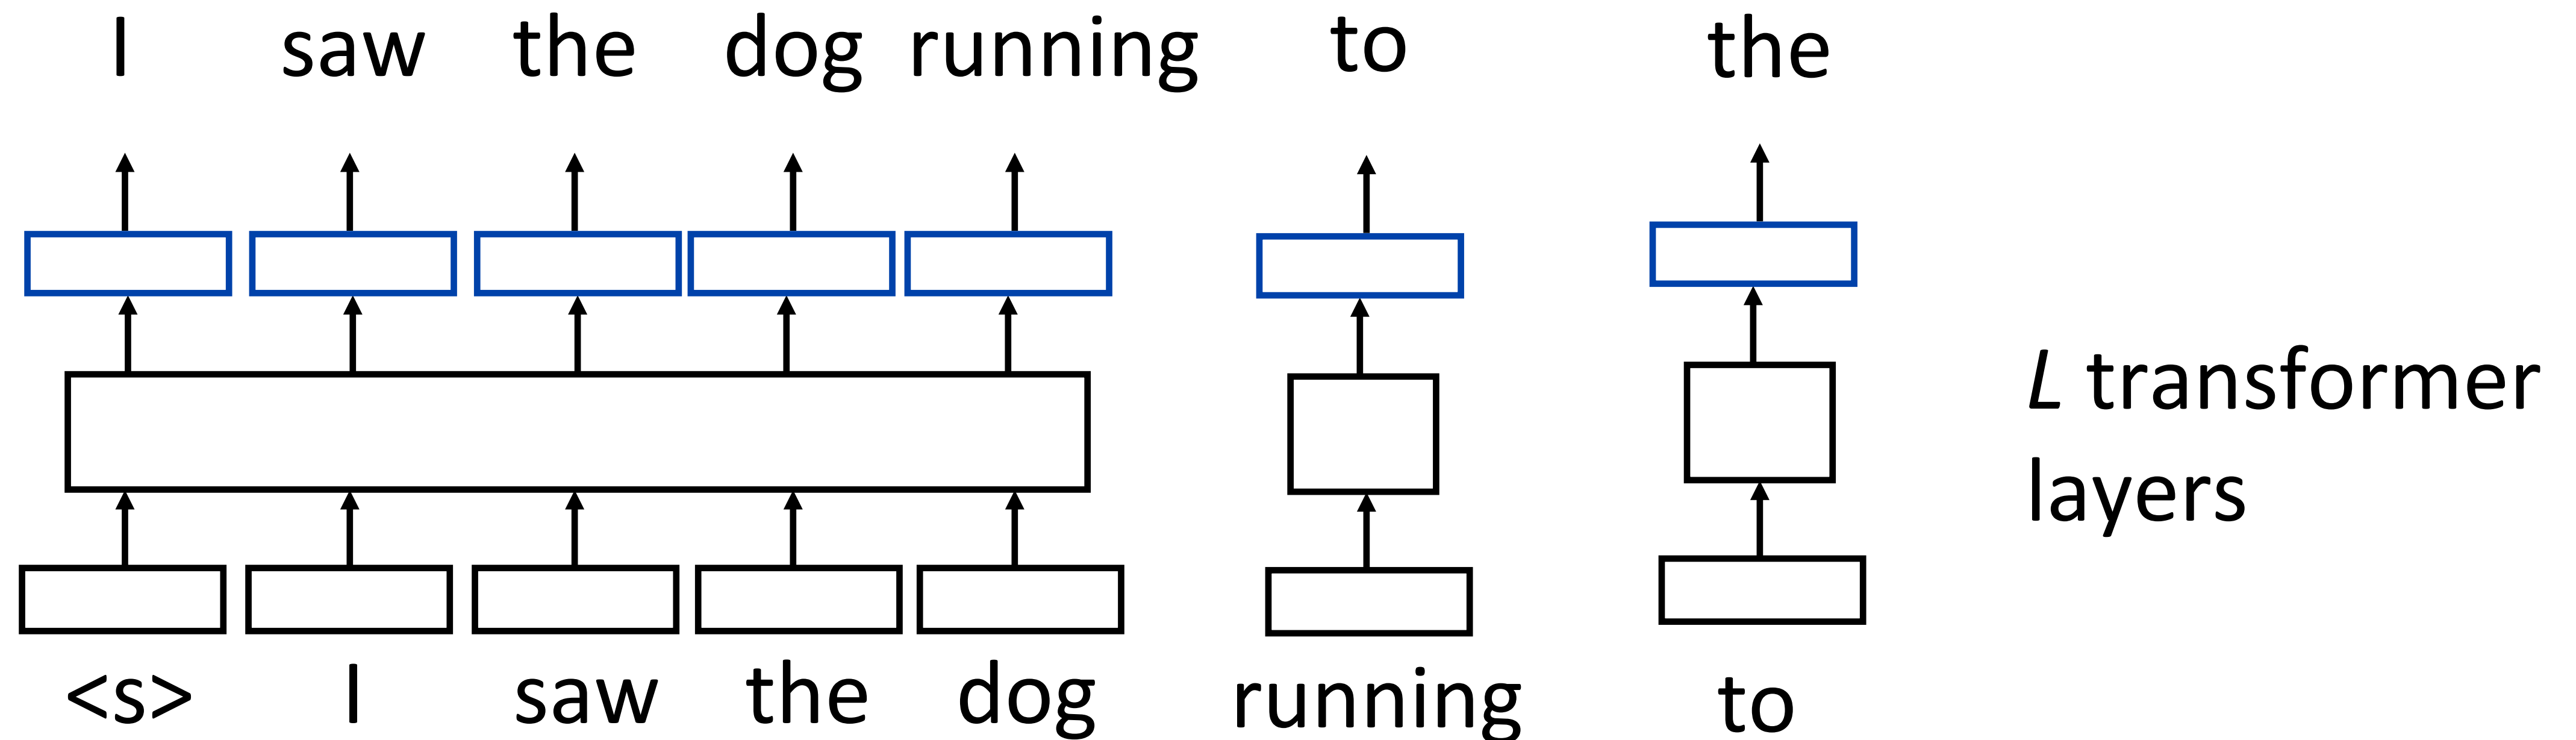 I saw the dog running to the
L transformer
layers
<s> I saw the dog running to